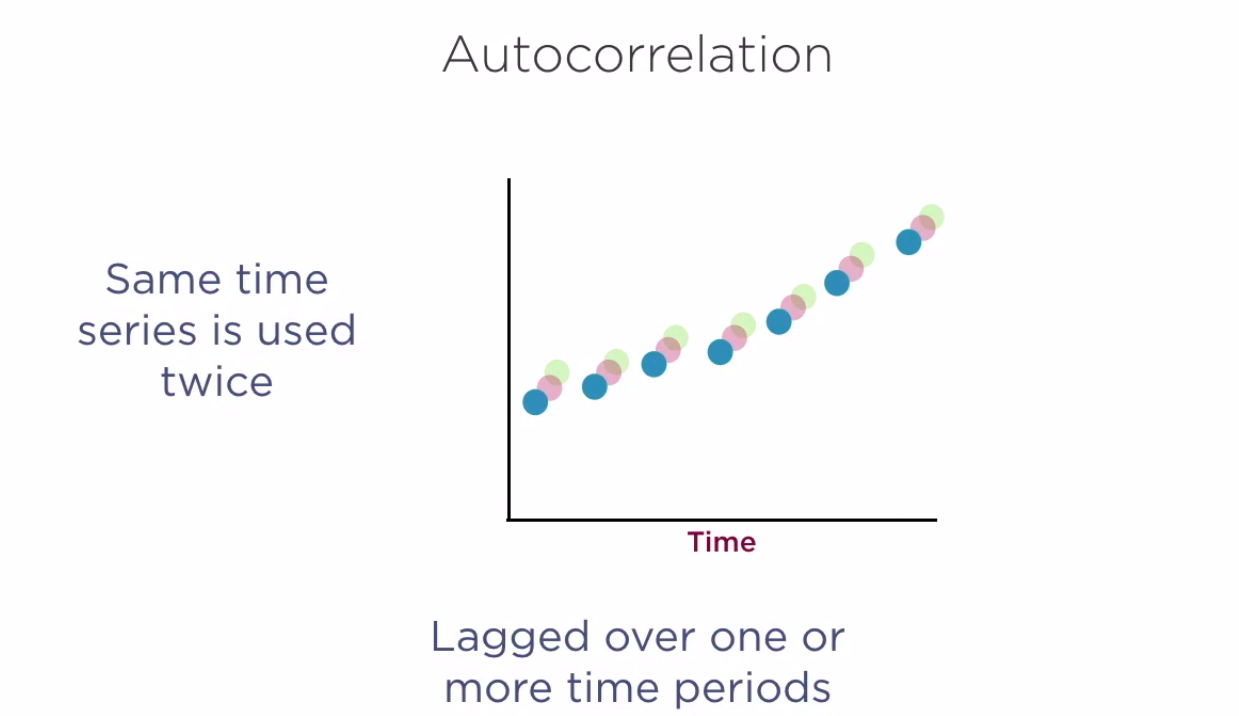 Autocorrelation
Same time
series is used
twice
Time
Lagged over one or
more time periods